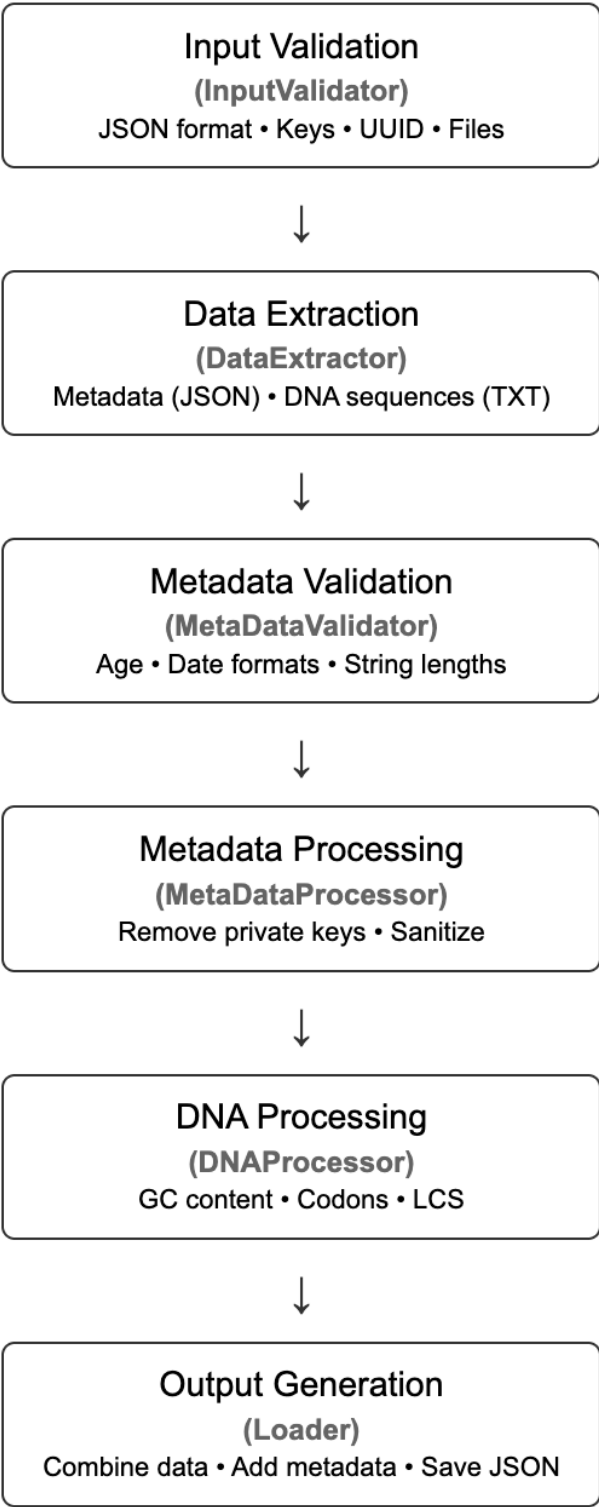 Input Validation
(InputValidator)
JSON format • Keys • UUID • Files
↓
Data Extraction
(DataExtractor)
Metadata (JSON) • DNA sequences (TXT)
↓
Metadata Validation
(MetaDataValidator)
Age • Date formats • String lengths
↓
Metadata Processing
(MetaDataProcessor)
Remove private keys • Sanitize
↓
DNA Processing
(DNAProcessor)
GC content • Codons • LCS
↓
Output Generation
(Loader)
Combine data • Add metadata • Save JSON